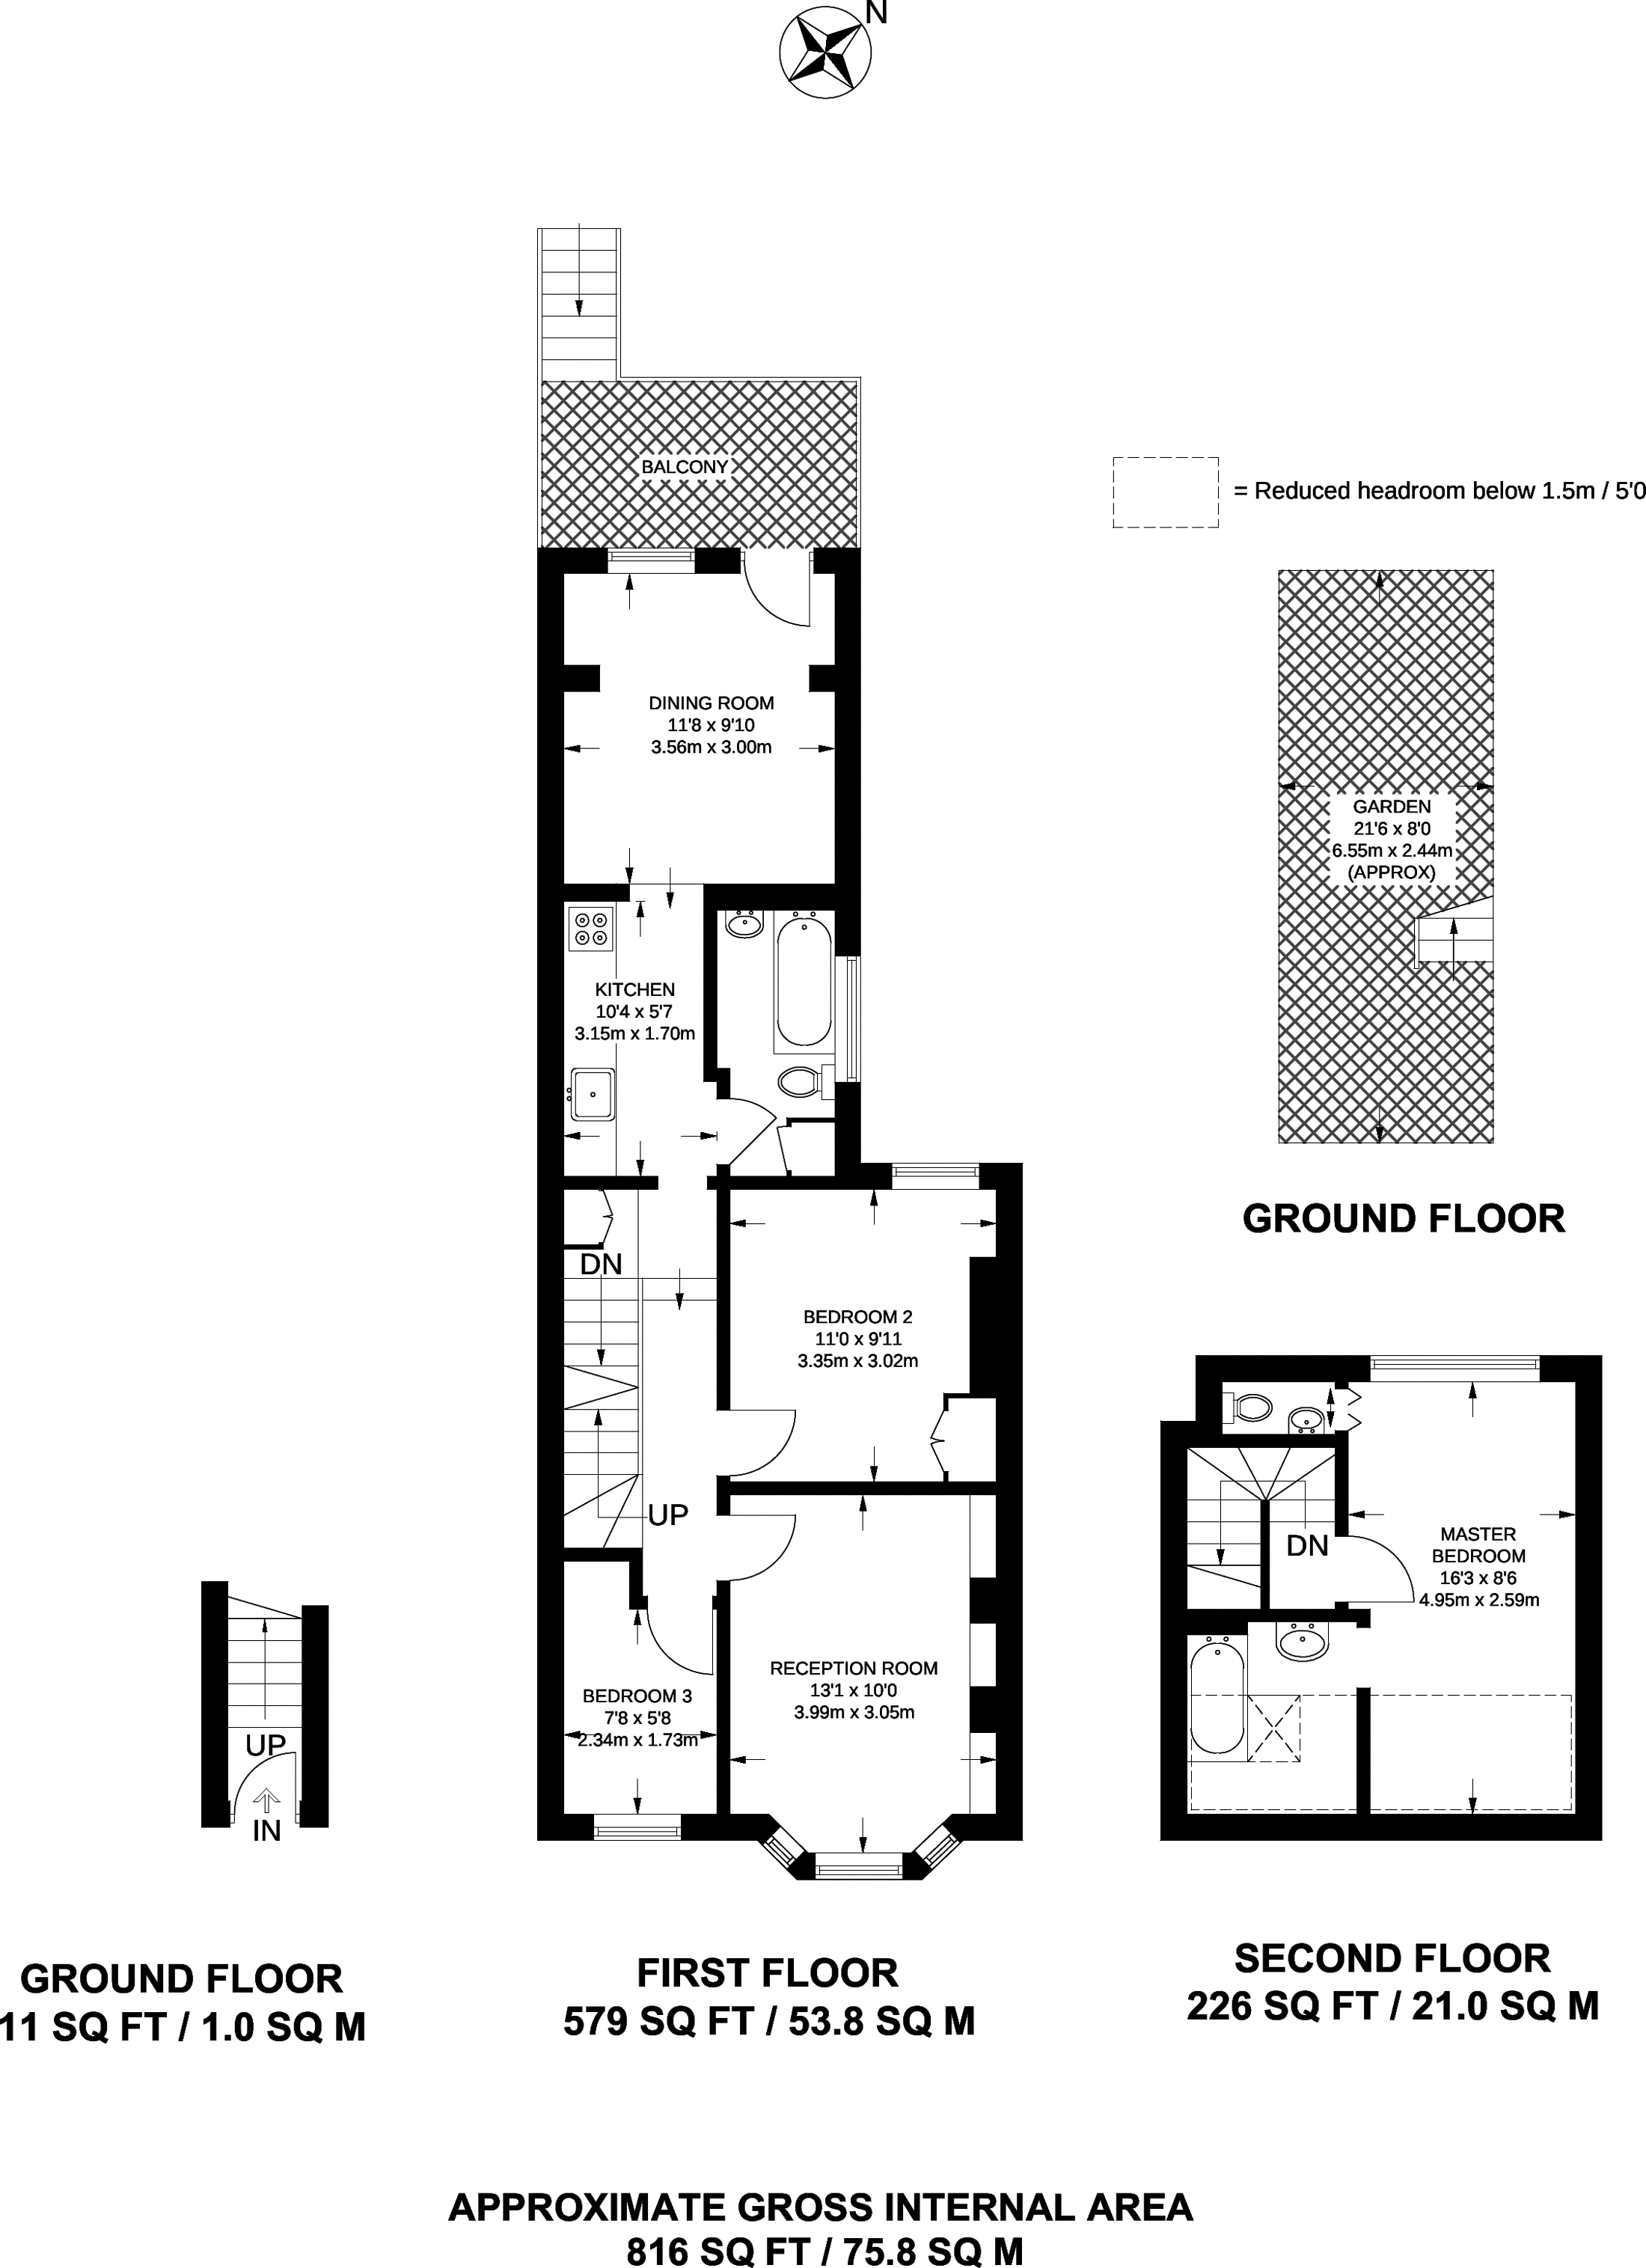 N
BALCONY
= Reduced headroom below 1.5m / 5'0
DINING ROOM
11'8 x 9'10
3.56m x 3.00m
GARDEN
21'6 x 8'0
6.55m x 2.44m
(APPROX)
KITCHEN
10'4 x 5'7
3.15m x 1.70m
GROUND FLOOR
DN
BEDROOM 2
11'0 x 9'11
3.35m x 3.02m
UP
DN
MASTER
BEDROOM
16'3 x 8'6
4.95m x 2.59m
RECEPTION ROOM
13'1 x 10'0
3.99m x 3.05m
BEDROOM 3
7'8 x 5'8
2.34m x 1.73m
UP
IN
GROUND FLOOR
11 SQ FT / 1.0 SQ M
FIRST FLOOR
579 SQ FT / 53.8 SQ M
SECOND FLOOR
226 SQ FT / 21.0 SQ M
APPROXIMATE GROSS INTERNAL AREA
816 SQ FT / 75.8 SQ M